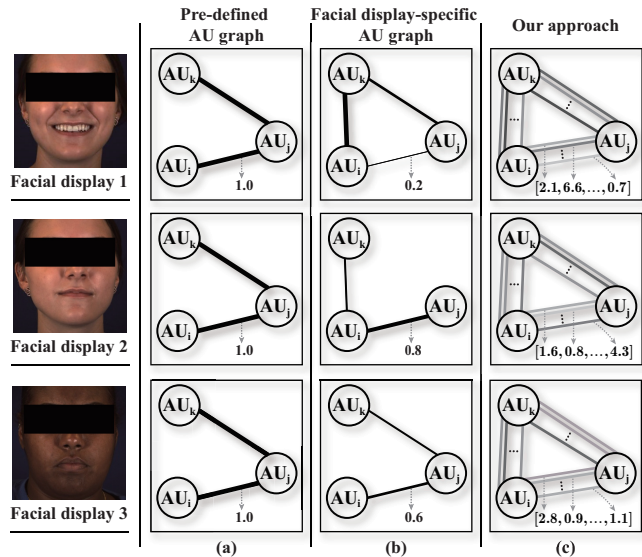 Pre-defined AU graph
Facial display-specific AU graph
Our approach
AUₖ
AUⱼ
AUᵢ
1.0
AUₖ
AUⱼ
AUᵢ
0.2
AUₖ
AUⱼ
AUᵢ
...
...
...
[2.1, 6.6, ..., 0.7]
Facial display 1
AUₖ
AUⱼ
AUᵢ
1.0
AUₖ
AUⱼ
AUᵢ
0.8
AUₖ
AUⱼ
AUᵢ
...
...
...
[1.6, 0.8, ..., 4.3]
Facial display 2
AUₖ
AUⱼ
AUᵢ
1.0
AUₖ
AUⱼ
AUᵢ
0.6
AUₖ
AUⱼ
AUᵢ
...
...
...
[2.8, 0.9, ..., 1.1]
Facial display 3
(a)
(b)
(c)